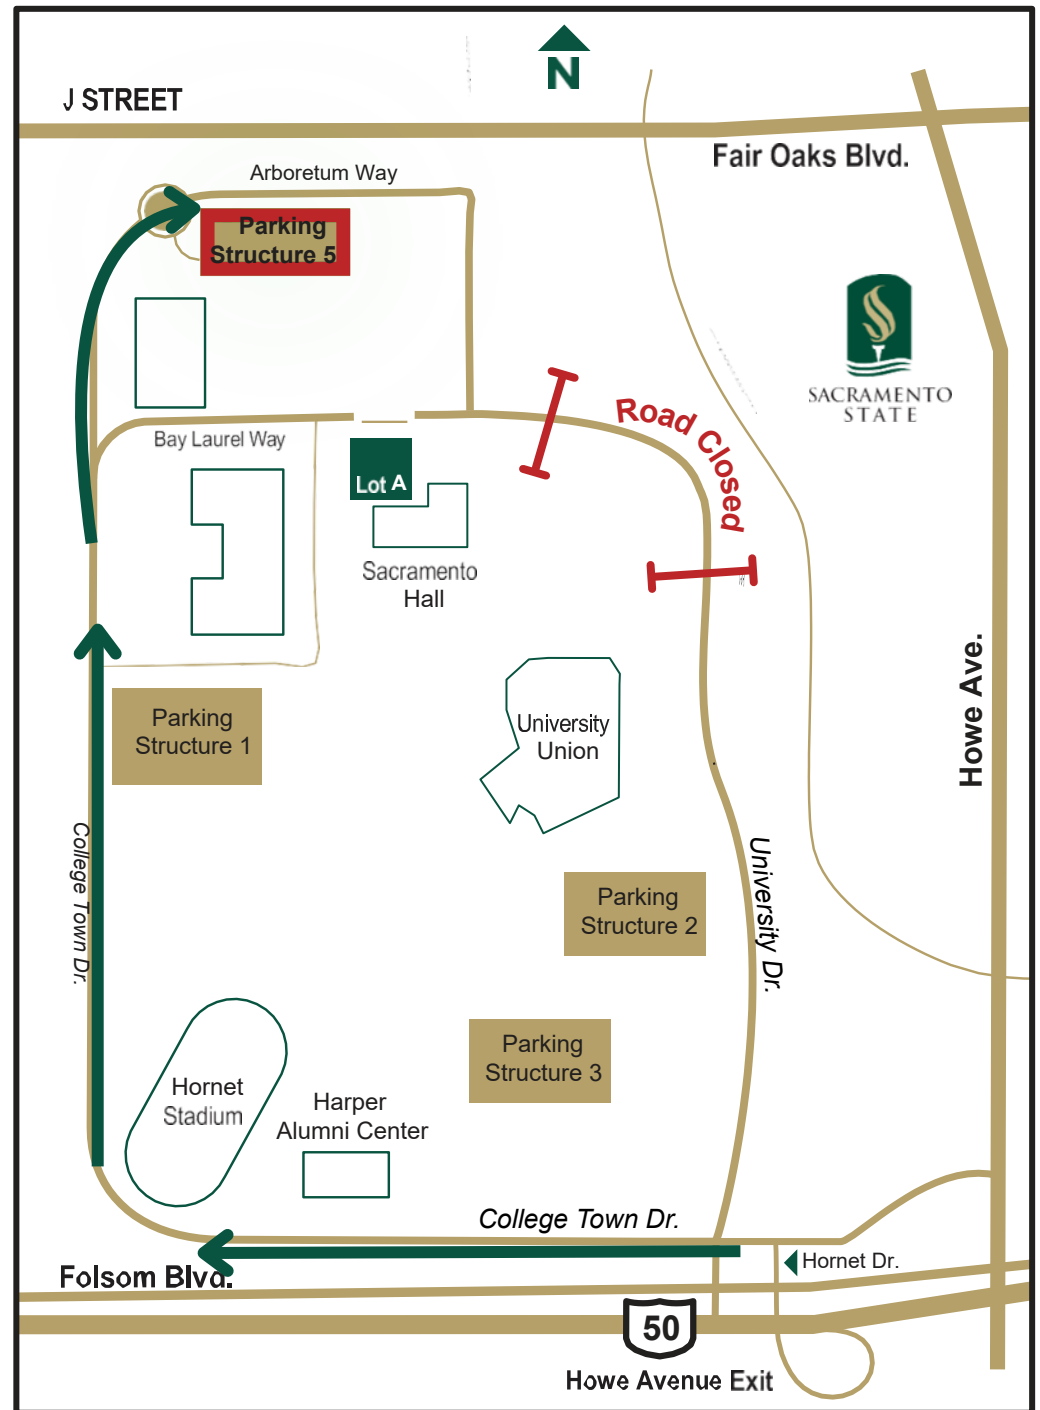 N
J STREET
Fair Oaks Blvd.
Arboretum Way
Parking
Structure 5
SACRAMENTO
STATE
Road Closed
Bay Laurel Way
Lot A
Sacramento
Hall
Howe Ave.
Parking
Structure 1
University
Union
College Town Dr.
University Dr.
Parking
Structure 2
Parking
Structure 3
Hornet
Stadium
Harper
Alumni Center
College Town Dr.
Hornet Dr.
Folsom Blvd.
50
Howe Avenue Exit